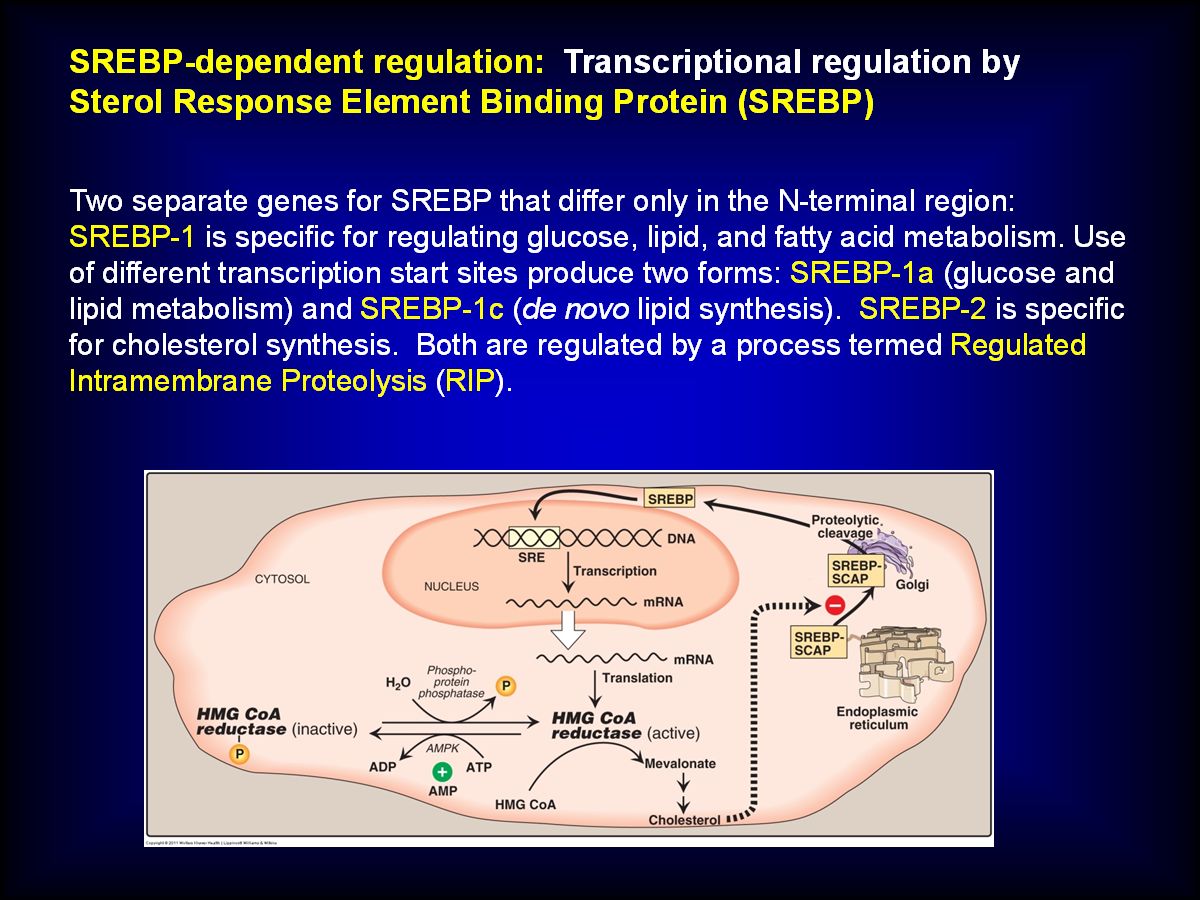 SREBP-dependent regulation: Transcriptional regulation by
Sterol Response Element Binding Protein (SREBP)
Two separate genes for SREBP that differ only in the N-terminal region:
SREBP-1 is specific for regulating glucose, lipid, and fatty acid metabolism. Use
of different transcription start sites produce two forms: SREBP-1a (glucose and
lipid metabolism) and SREBP-1c (de novo lipid synthesis). SREBP-2 is specific
for cholesterol synthesis. Both are regulated by a process termed Regulated
Intramembrane Proteolysis (RIP).
SREBP
Proteolytic
cleavage
DNA
SRE
SREBP-
SCAP
Golgi
CYTOSOL
NUCLEUS
Transcription
mRNA
SREBP-
SCAP
mRNA
Translation
Endoplasmic
reticulum
H2O
Phospho-
protein
phosphatase
P
HMG CoA
reductase (inactive)
P
HMG CoA
reductase (active)
AMPK
ADP
ATP
+
AMP
Mevalonate
HMG CoA
Cholesterol
−
Copyright © 2011 Wolters Kluwer Health | Lippincott Williams & Wilkins